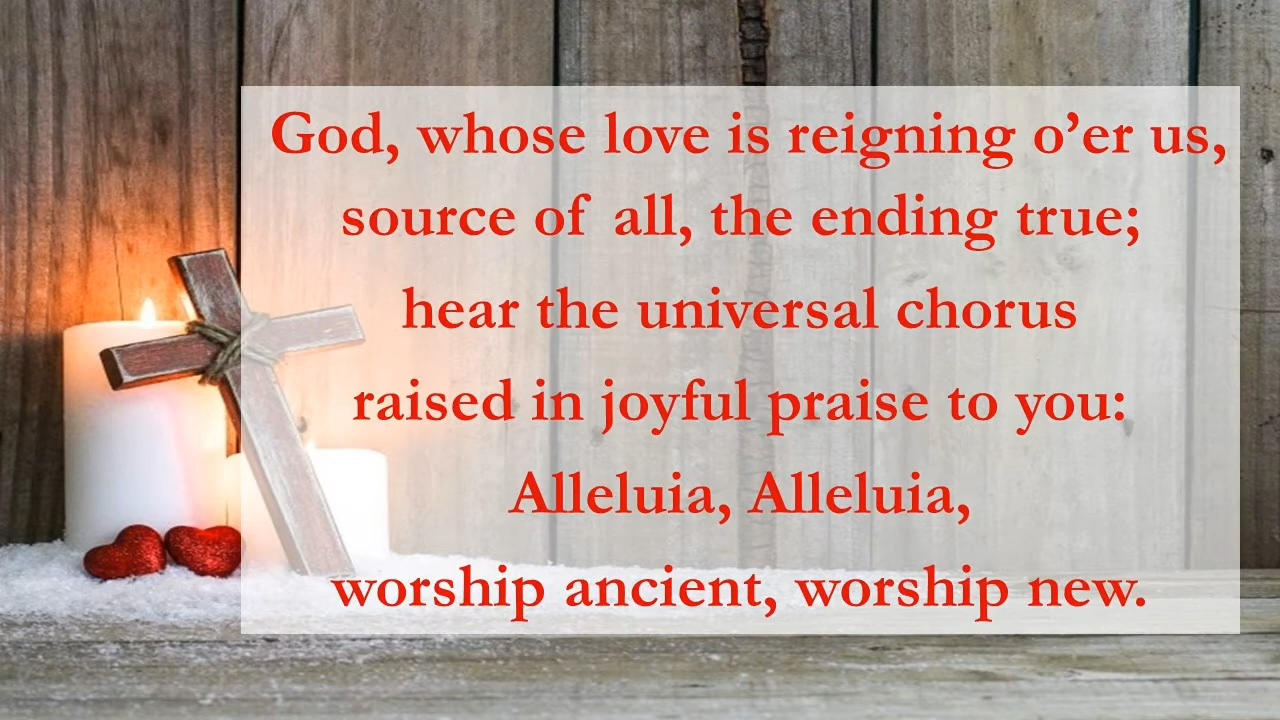 God, whose love is reigning o’er us,
source of all, the ending true;
hear the universal chorus
raised in joyful praise to you:
Alleluia, Alleluia,
worship ancient, worship new.